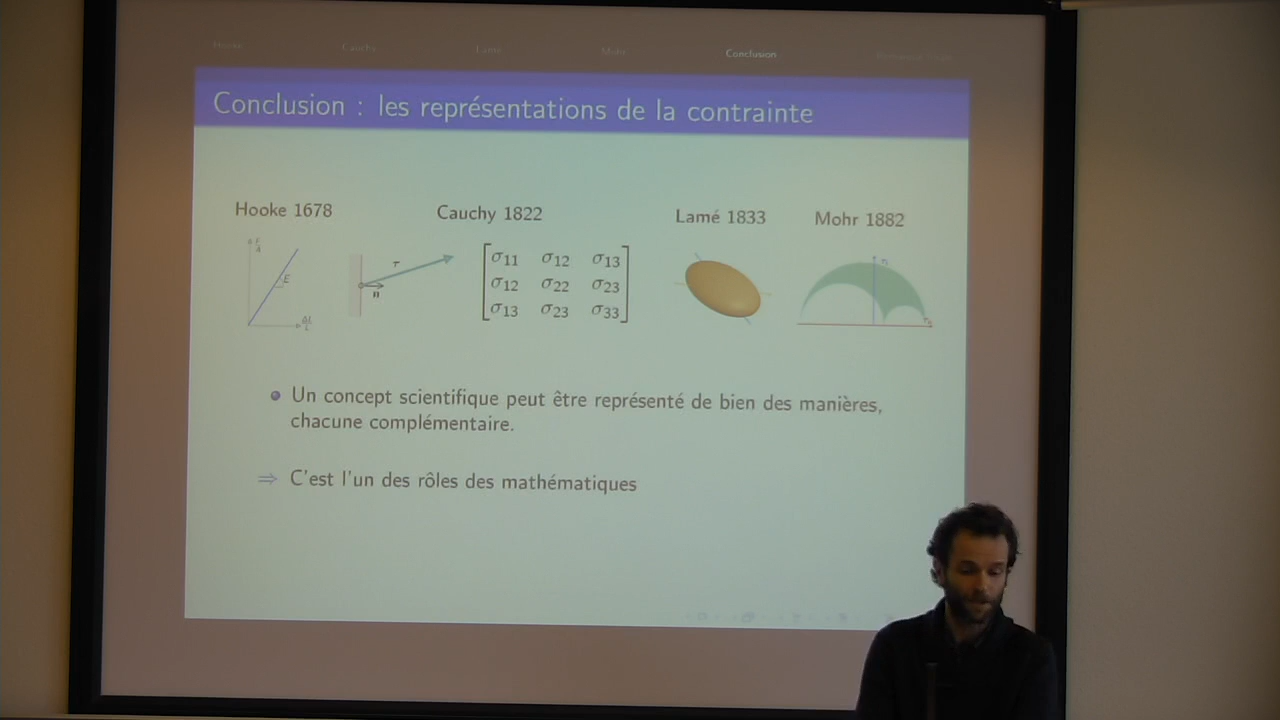 Hooke Cauchy Lamé Mohr Conclusion
Conclusion : les représentations de la contrainte
Hooke 1678 Cauchy 1822 Lamé 1833 Mohr 1882
E
τ
n
σ11 σ12 σ13
σ12 σ22 σ23
σ13 σ23 σ33
Un concept scientifique peut être représenté de bien des manières,
chacune complémentaire.
⇒ C'est l'un des rôles des mathématiques